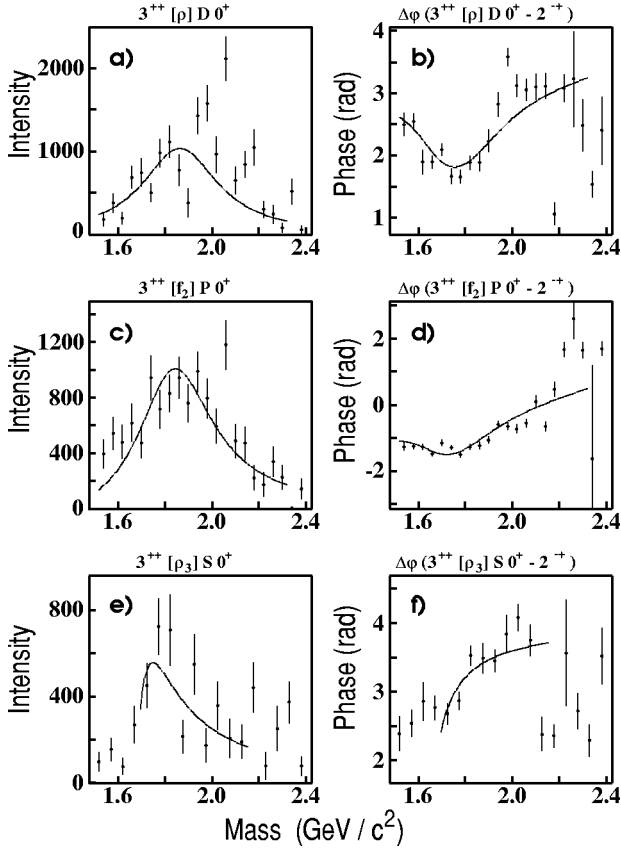 3++ [ρ] D 0+
Δφ (3++ [ρ] D 0+ - 2-+)
a)
b)
Intensity
2000
1000
0
Phase (rad)
4
3
2
1
1.6 2.0 2.4
1.6 2.0 2.4
3++ [f2] P 0+
Δφ (3++ [f2] P 0+ - 2-+)
c)
d)
Intensity
1200
800
400
0
Phase (rad)
2
0
-2
1.6 2.0 2.4
1.6 2.0 2.4
3++ [ρ3] S 0+
Δφ (3++ [ρ3] S 0+ - 2-+)
e)
f)
Intensity
800
400
0
Phase (rad)
4
3
2
1.6 2.0 2.4
1.6 2.0 2.4
Mass (GeV / c2)